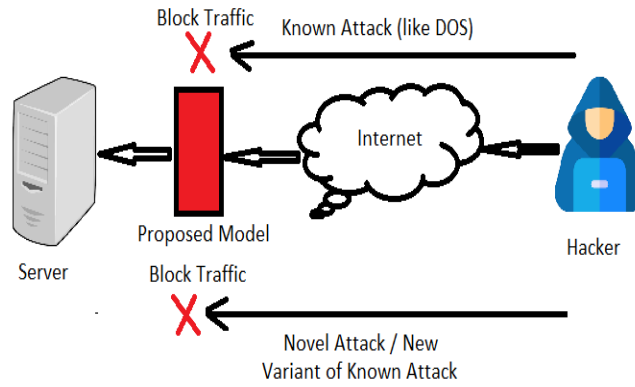 Block Traffic
Known Attack (like DOS)
Internet
Proposed Model
Server
Hacker
Block Traffic
Novel Attack / New
Variant of Known Attack